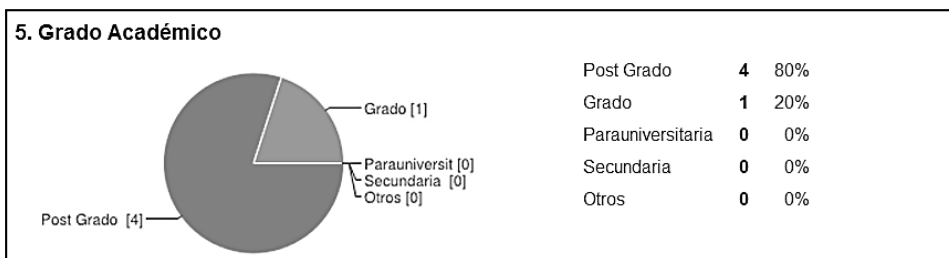 5. Grado Académico
Grado [1]
Parauniversit [0]
Secundaria [0]
Otros [0]
Post Grado [4]
Post Grado 4 80%
Grado 1 20%
Parauniversitaria 0 0%
Secundaria 0 0%
Otros 0 0%